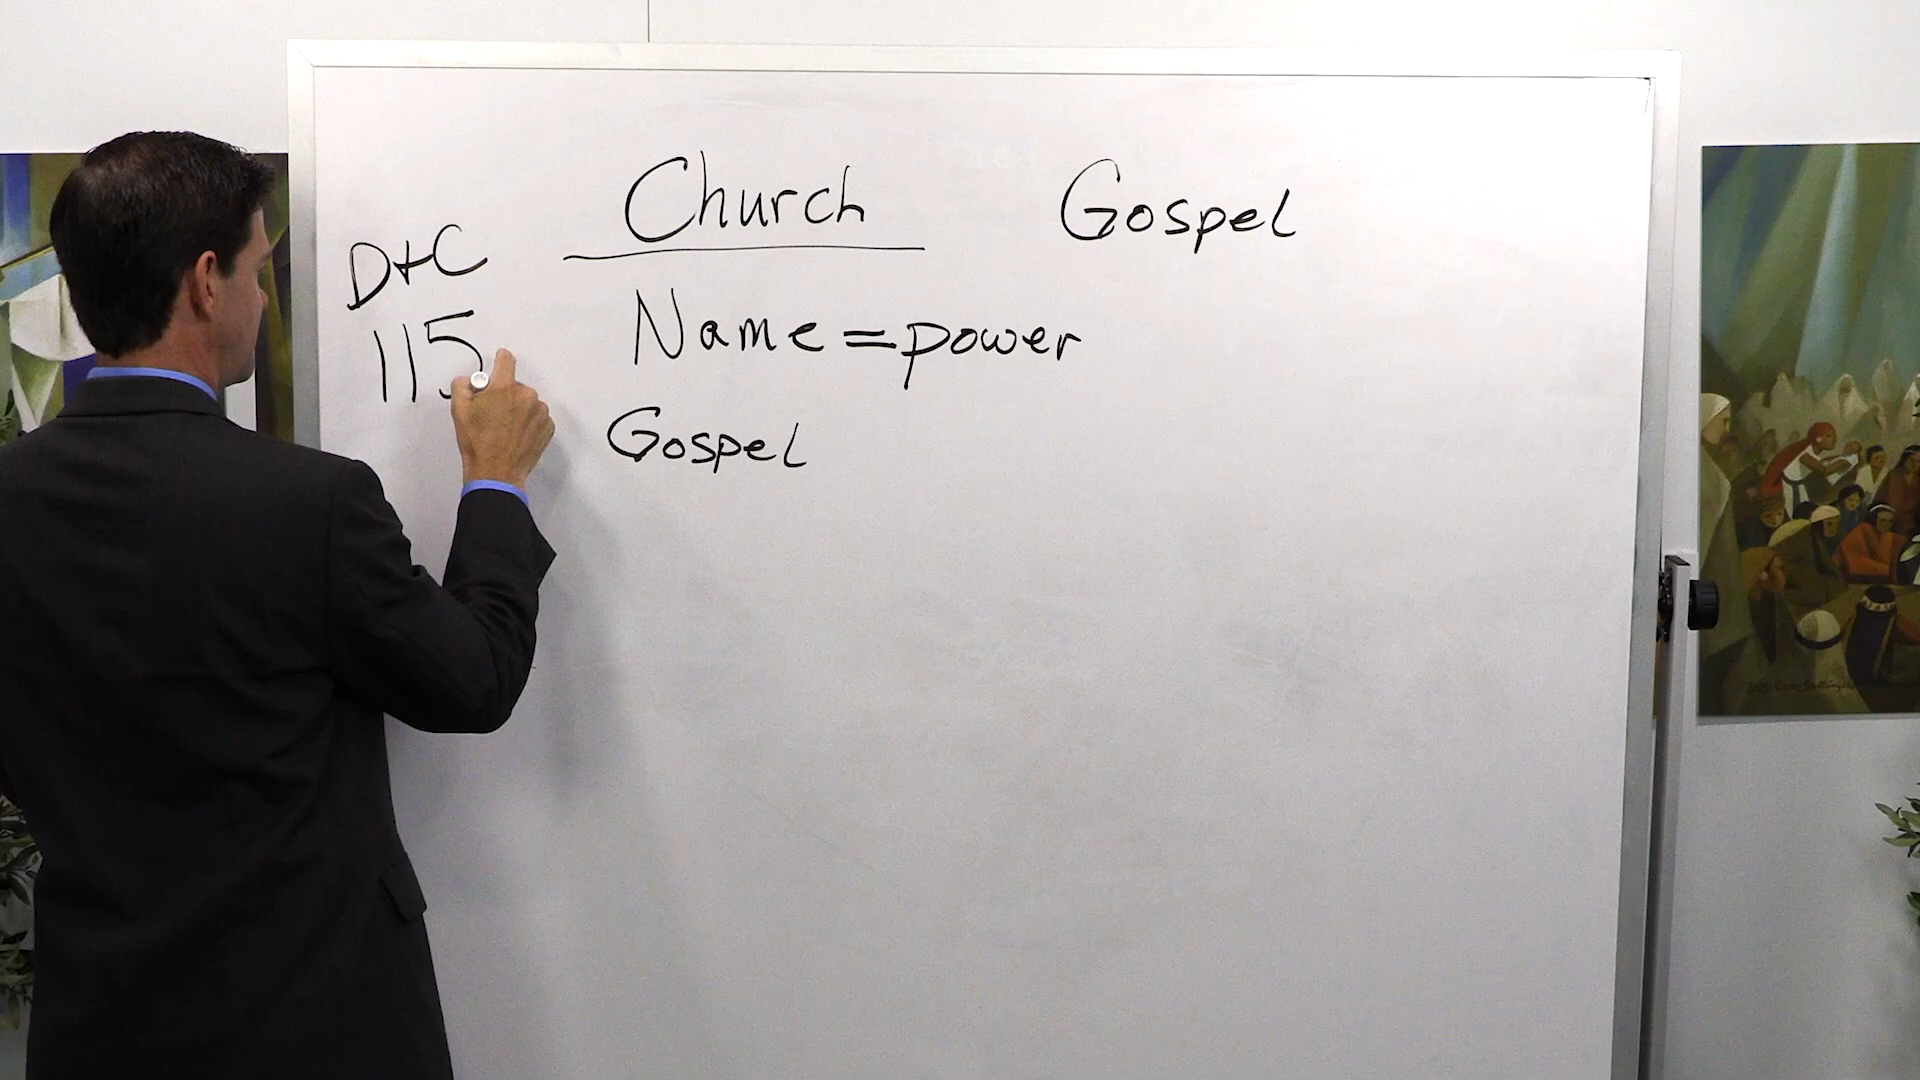 Church Gospel
D+C
115
Name = power
Gospel